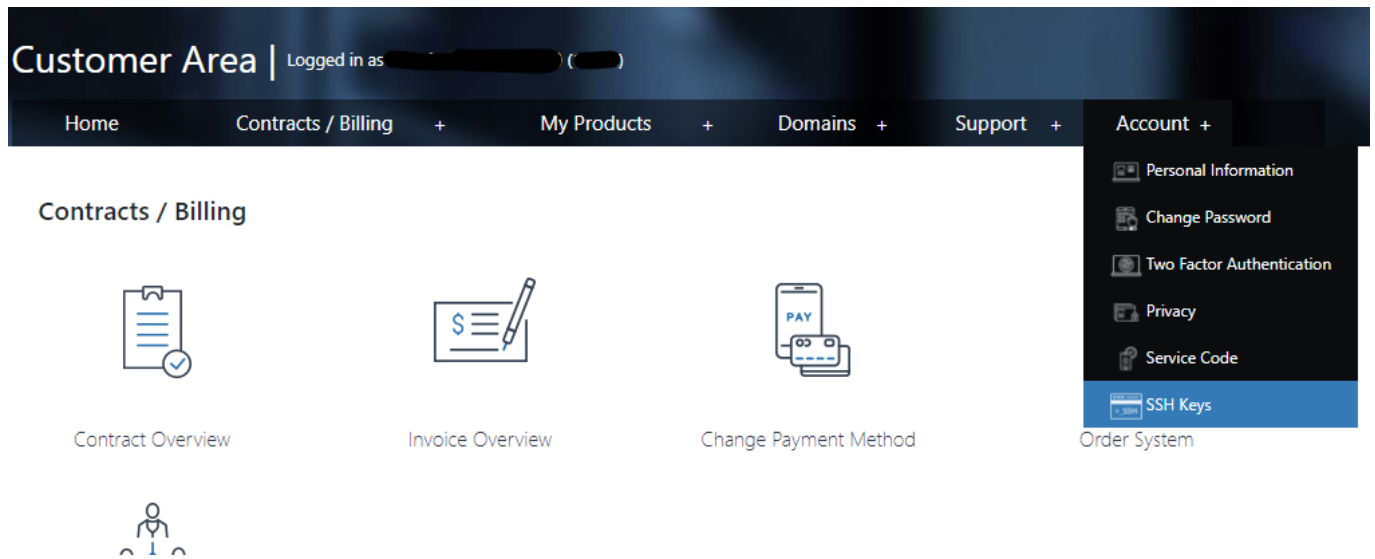 Customer Area | Logged in as ( )
Home Contracts / Billing + My Products + Domains + Support + Account +
Personal Information
Change Password
Two Factor Authentication
Privacy
Service Code
>_SSH SSH Keys
Contracts / Billing
$
PAY
Contract Overview Invoice Overview Change Payment Method Order System